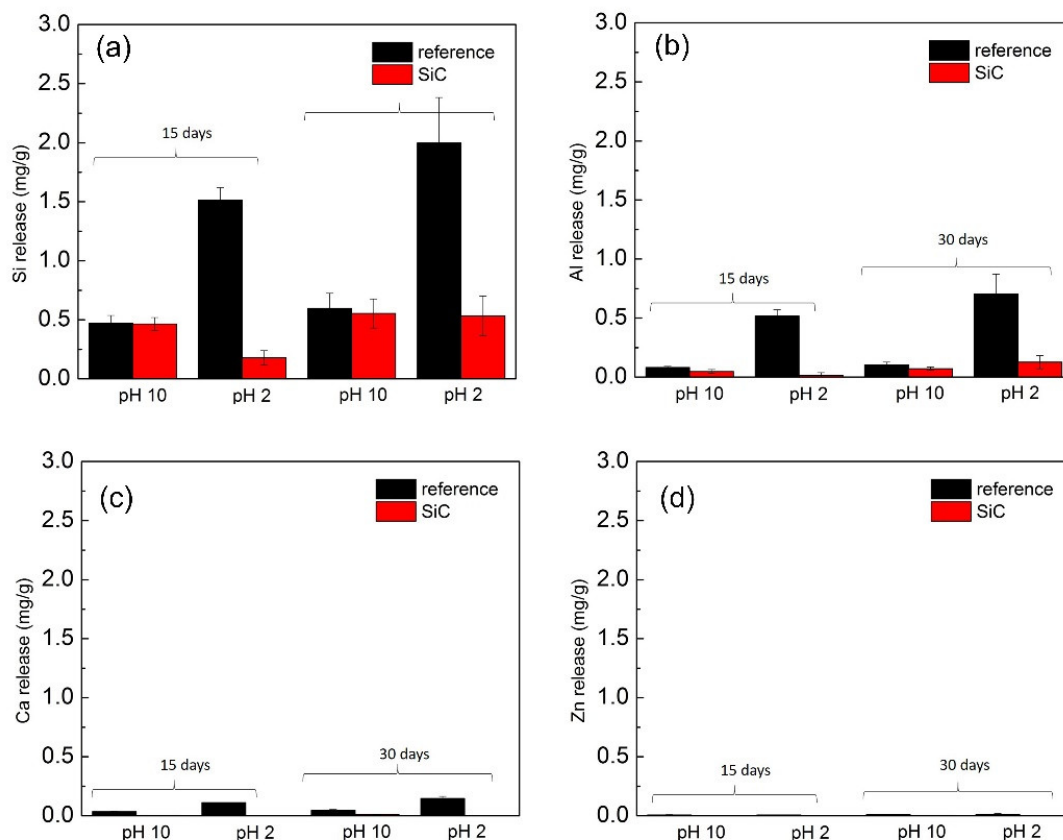 (a)
reference
SiC
15 days
Si release (mg/g)
3.0
2.5
2.0
1.5
1.0
0.5
0.0
pH 10
pH 2
pH 10
pH 2
(b)
reference
SiC
15 days
30 days
Al release (mg/g)
3.0
2.5
2.0
1.5
1.0
0.5
0.0
pH 10
pH 2
pH 10
pH 2
(c)
reference
SiC
15 days
30 days
Ca release (mg/g)
3.0
2.5
2.0
1.5
1.0
0.5
0.0
pH 10
pH 2
pH 10
pH 2
(d)
reference
SiC
15 days
30 days
Zn release (mg/g)
3.0
2.5
2.0
1.5
1.0
0.5
0.0
pH 10
pH 2
pH 10
pH 2